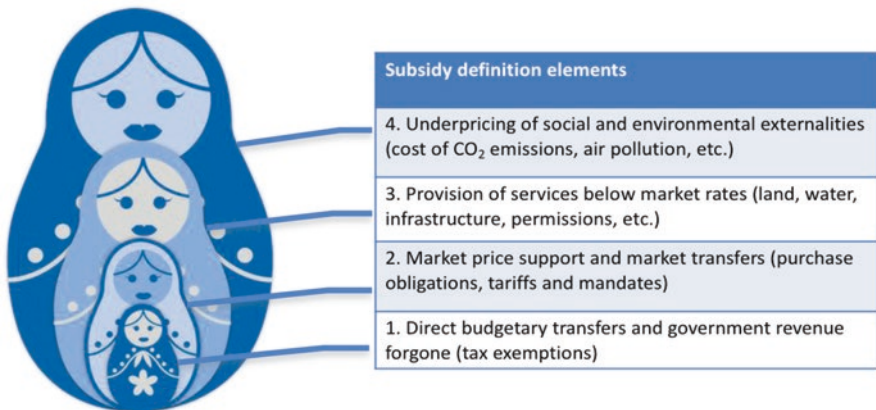 Subsidy definition elements
4. Underpricing of social and environmental externalities
(cost of CO₂ emissions, air pollution, etc.)
3. Provision of services below market rates (land, water,
infrastructure, permissions, etc.)
2. Market price support and market transfers (purchase
obligations, tariffs and mandates)
1. Direct budgetary transfers and government revenue
forgone (tax exemptions)